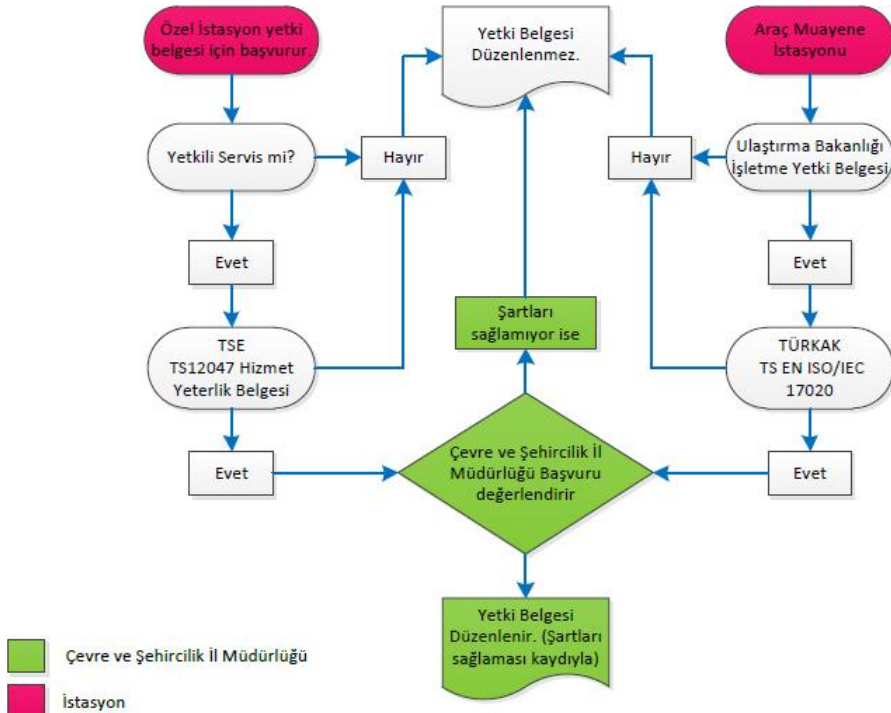 Özel İstasyon yetki
belgesi için başvurur.
Yetki Belgesi
Düzenlenmez.
Araç Muayene
İstasyonu
Yetkili Servis mi?
Hayır
Hayır
Ulaştırma Bakanlığı
İşletme Yetki Belgesi
Evet
Evet
Şartları
sağlamıyor ise
TSE
TS12047 Hizmet
Yeterlik Belgesi
TÜRKAK
TS EN ISO/IEC
17020
Evet
Çevre ve Şehircilik İl
Müdürlüğü Başvuru
değerlendirir
Evet
Yetki Belgesi
Düzenlenir. (Şartları
sağlaması kaydıyla)
Çevre ve Şehircilik İl Müdürlüğü
İstasyon